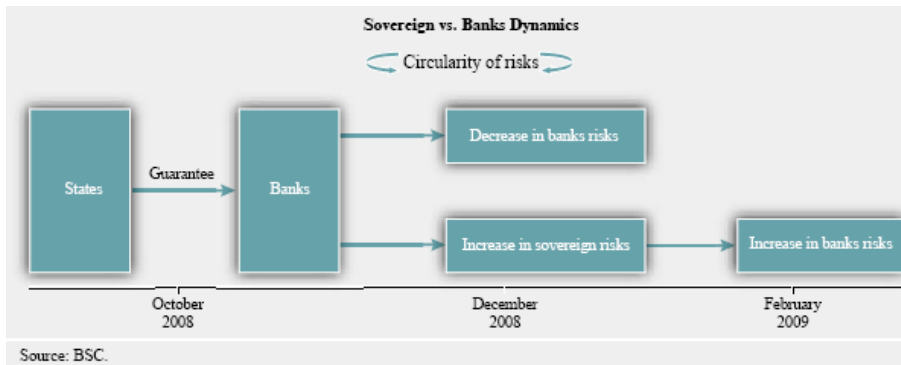 Sovereign vs. Banks Dynamics
Circularity of risks
States
Guarantee
Banks
Decrease in banks risks
Increase in sovereign risks
Increase in banks risks
October
2008
December
2008
February
2009
Source: BSC.